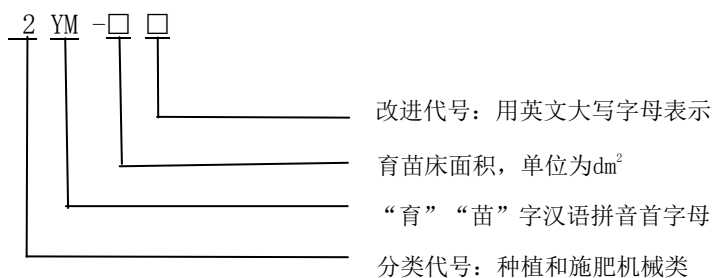 2 YM -□ □
改进代号：用英文大写字母表示
育苗床面积，单位为dm²
“育”“苗”字汉语拼音首字母
分类代号：种植和施肥机械类